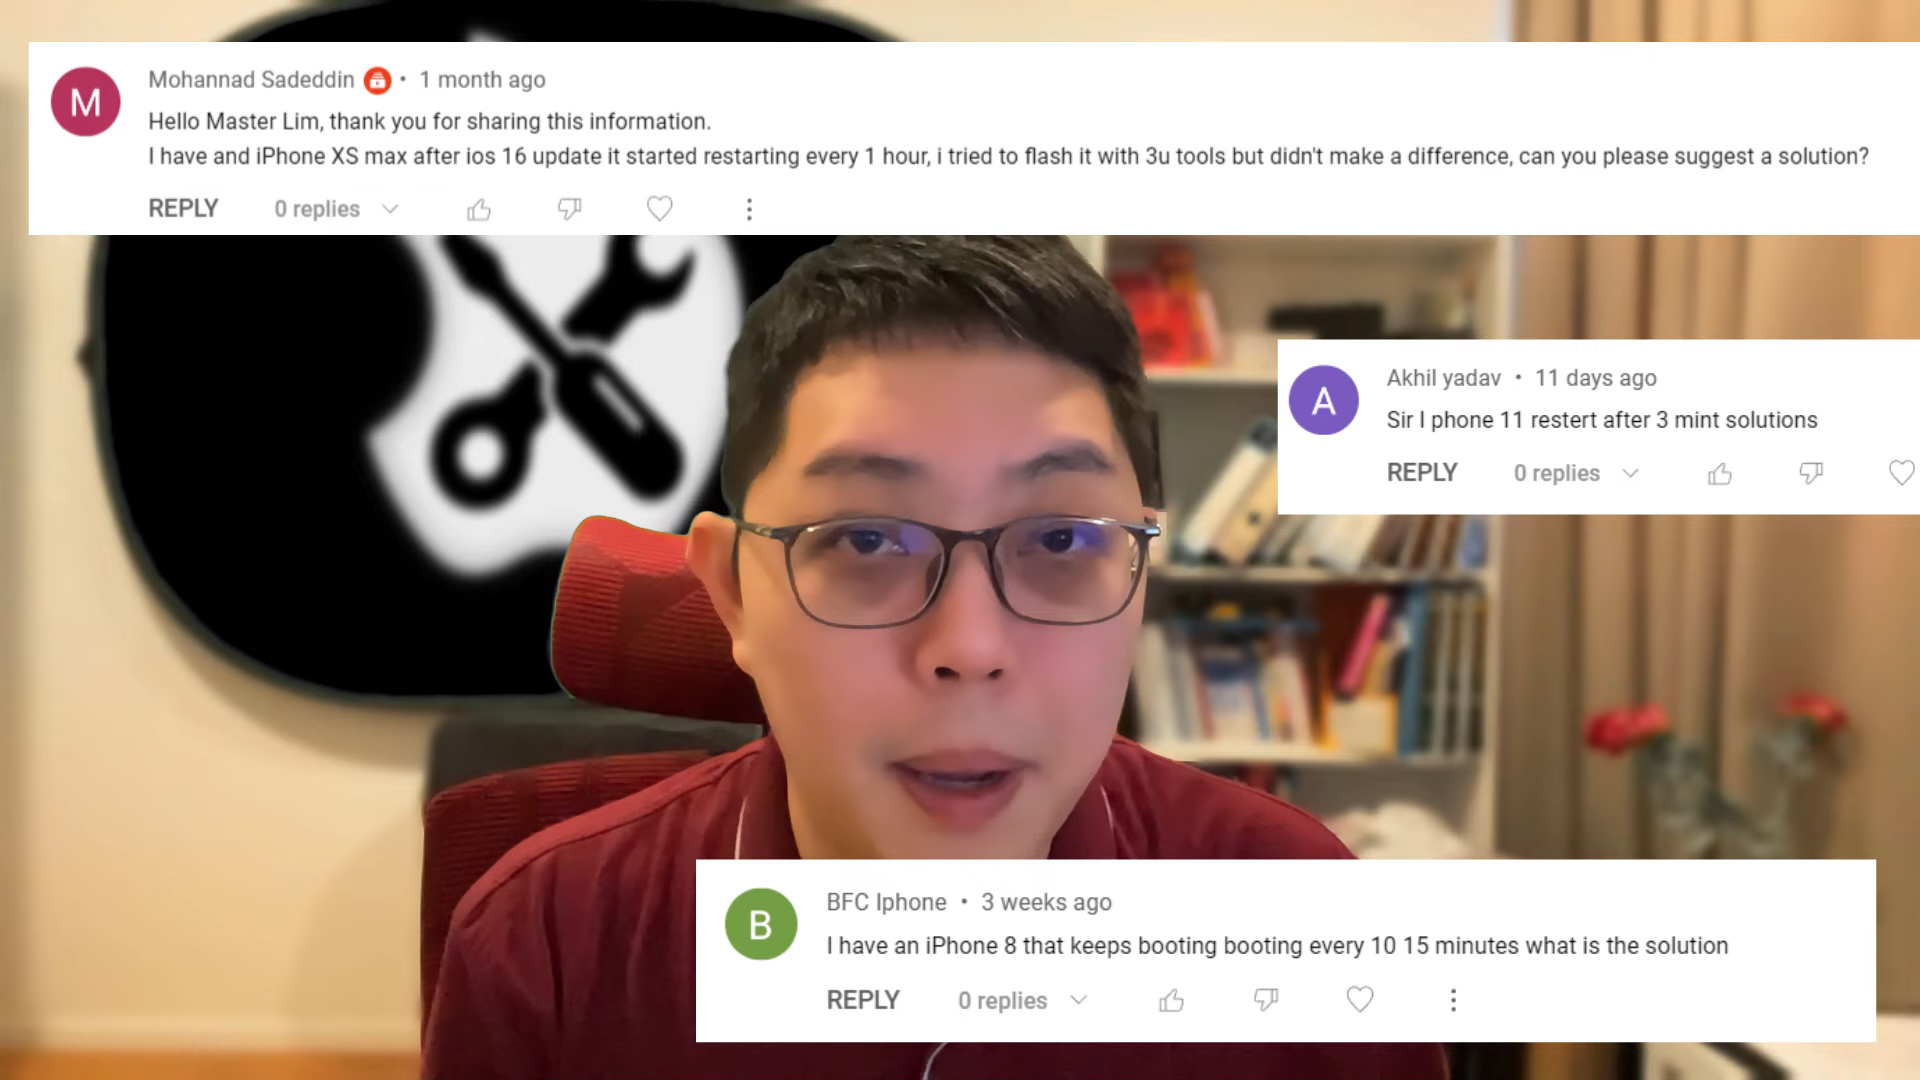 M
Mohannad Sadeddin • 1 month ago
Hello Master Lim, thank you for sharing this information.
I have and iPhone XS max after ios 16 update it started restarting every 1 hour, i tried to flash it with 3u tools but didn't make a difference, can you please suggest a solution?
REPLY 0 replies
A
Akhil yadav • 11 days ago
Sir I phone 11 restert after 3 mint solutions
REPLY 0 replies
B
BFC Iphone • 3 weeks ago
I have an iPhone 8 that keeps booting booting every 10 15 minutes what is the solution
REPLY 0 replies